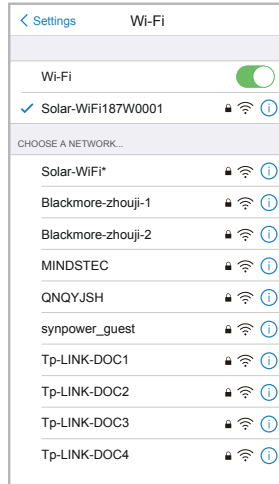 Settings Wi-Fi
Wi-Fi
Solar-WiFi187W0001
CHOOSE A NETWORK...
Solar-WiFi*
Blackmore-zhouji-1
Blackmore-zhouji-2
MINDSTEC
QNQYJSH
synpower_guest
Tp-LINK-DOC1
Tp-LINK-DOC2
Tp-LINK-DOC3
Tp-LINK-DOC4